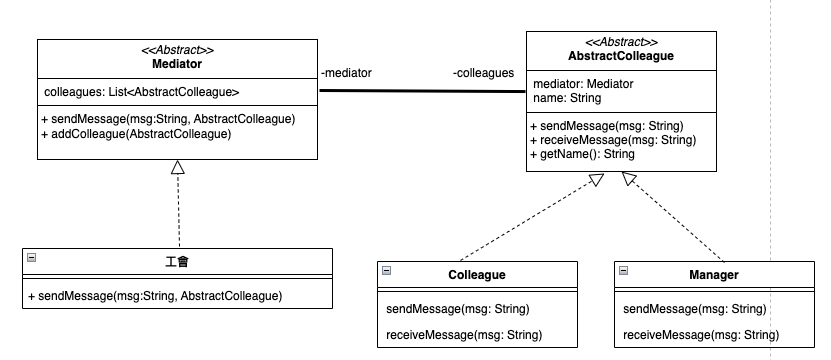 <<Abstract>>
Mediator
colleagues: List<AbstractColleague>
+ sendMessage(msg:String, AbstractColleague)
+ addColleague(AbstractColleague)
-mediator
-colleagues
<<Abstract>>
AbstractColleague
mediator: Mediator
name: String
+ sendMessage(msg: String)
+ receiveMessage(msg: String)
+ getName(): String
工會
+ sendMessage(msg:String, AbstractColleague)
Colleague
sendMessage(msg: String)
receiveMessage(msg: String)
Manager
sendMessage(msg: String)
receiveMessage(msg: String)